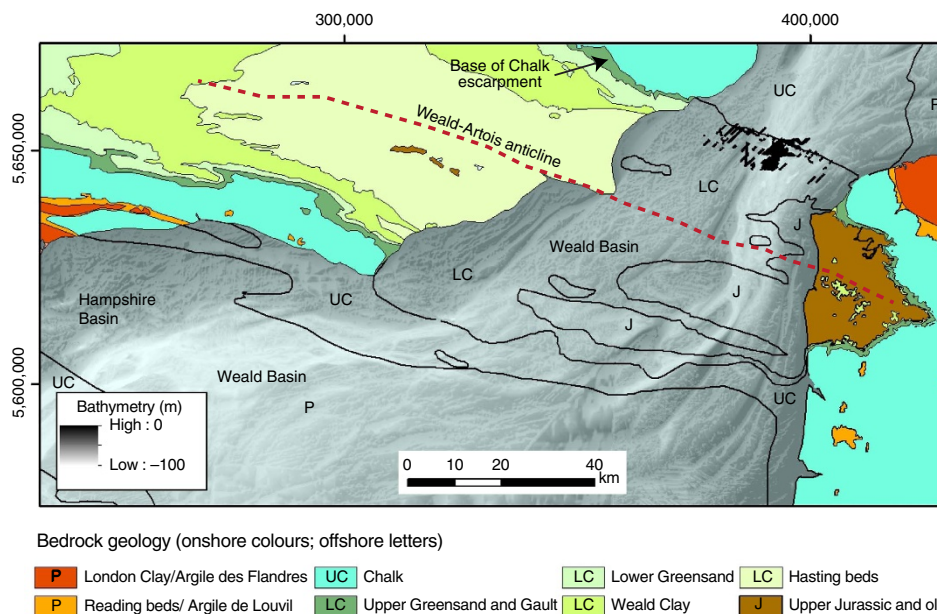 300,000
400,000
5,650,000
5,600,000
Base of Chalk
escarpment
UC
P
Weald-Artois anticline
LC
J
Weald Basin
LC
UC
J
J
Hampshire
Basin
Weald Basin
UC
P
UC
Bathymetry (m)
High : 0
Low : –100
0 10 20 40
km
Bedrock geology (onshore colours; offshore letters)
P London Clay/Argile des Flandres UC Chalk LC Lower Greensand LC Hasting beds
P Reading beds/ Argile de Louvil LC Upper Greensand and Gault LC Weald Clay J Upper Jurassic and ol